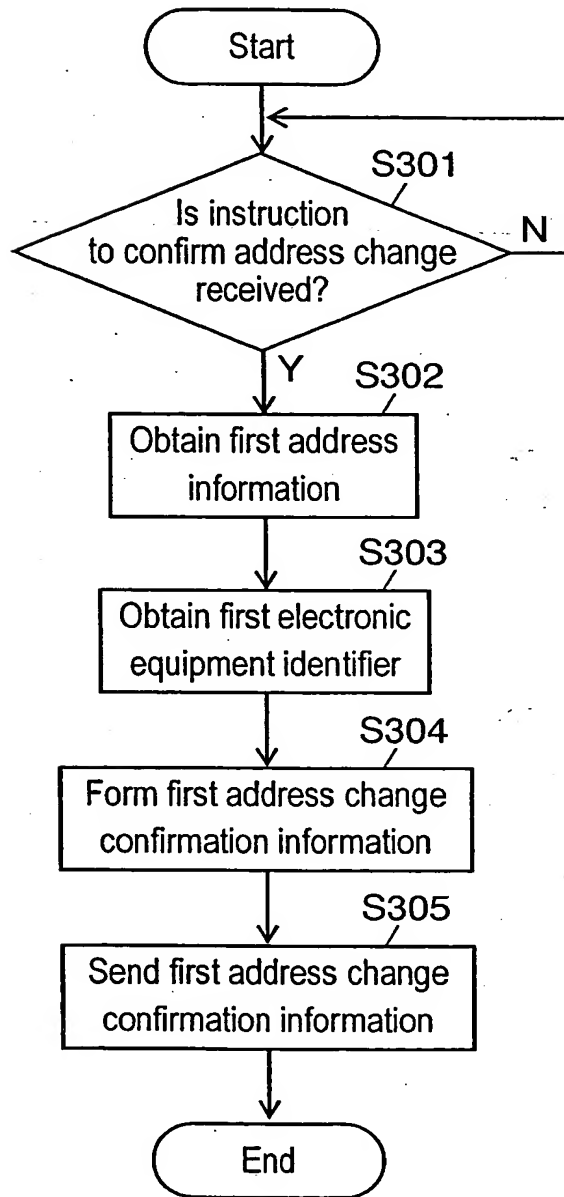 Start
S301
Is instruction
to confirm address change
received?
N
Y
S302
Obtain first address
information
S303
Obtain first electronic
equipment identifier
S304
Form first address change
confirmation information
S305
Send first address change
confirmation information
End